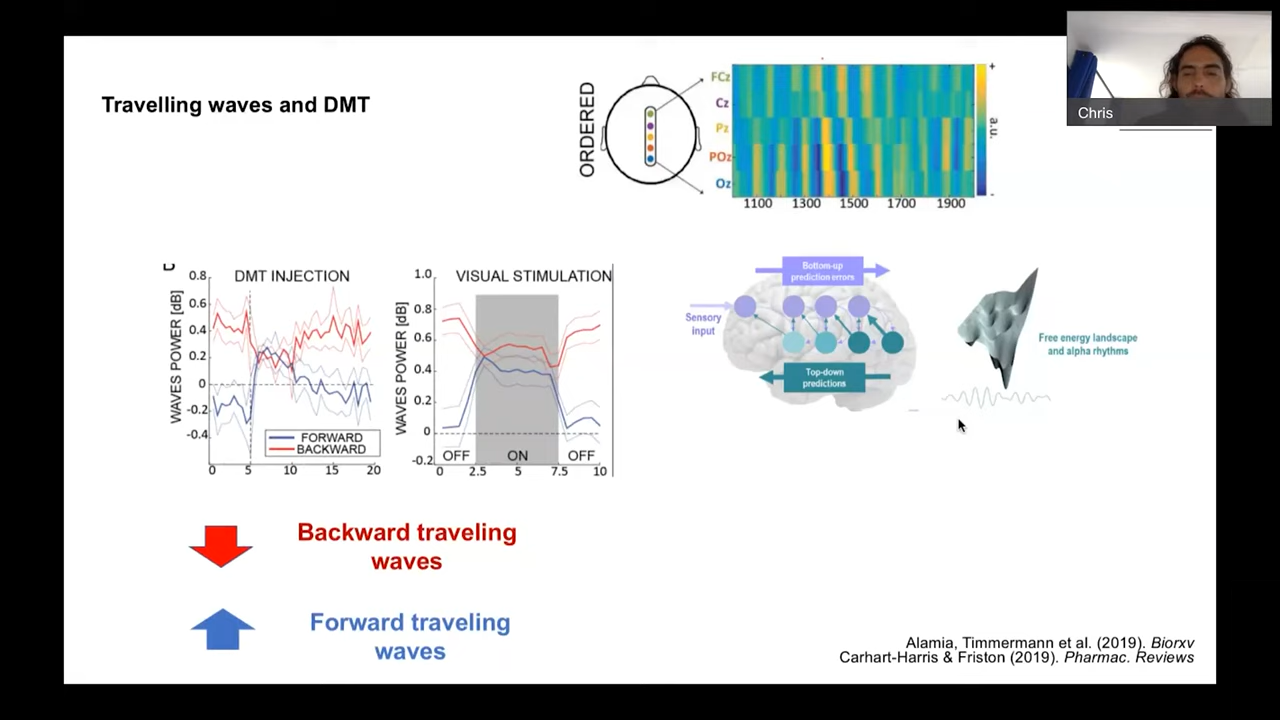 Travelling waves and DMT
ORDERED
FCz
Cz
Pz
POz
Oz
1100 1300 1500 1700 1900
+
a.u.
-
Chris
DMT INJECTION
WAVES POWER [dB]
0.8
0.6
0.4
0.2
0
-0.2
-0.4
0 5 10 15 20
FORWARD
BACKWARD
VISUAL STIMULATION
WAVES POWER [dB]
1.0
0.8
0.6
0.4
0.2
0
-0.2
OFF ON OFF
0 2.5 5 7.5 10
Bottom-up
prediction errors
Sensory
input
Top-down
predictions
Free energy landscape
and alpha rhythms
Backward traveling
waves
Forward traveling
waves
Alamia, Timmermann et al. (2019). Biorxv
Carhart-Harris & Friston (2019). Pharmac. Reviews